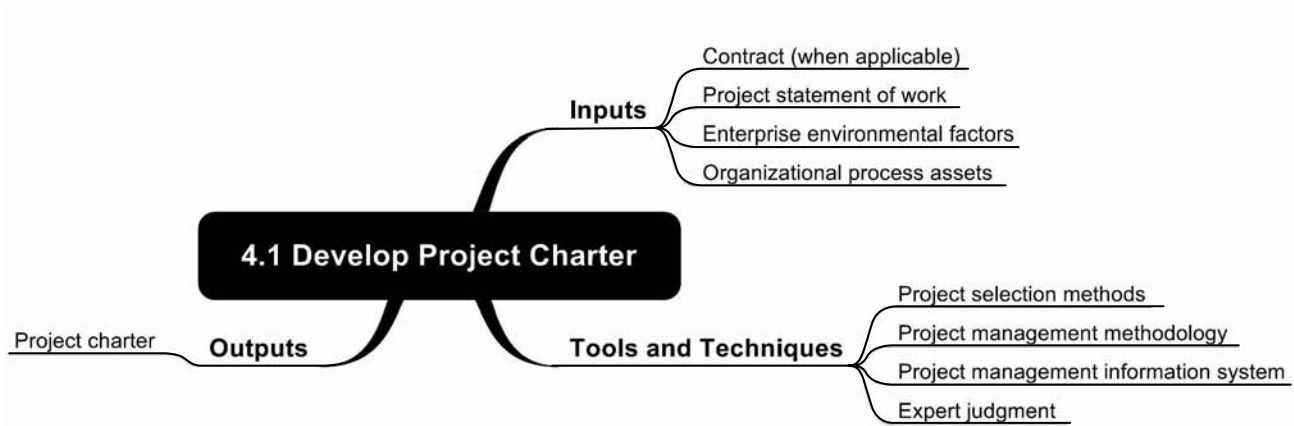 Contract (when applicable)
Inputs
Project statement of work
Enterprise environmental factors
Organizational process assets
4.1 Develop Project Charter
Project selection methods
Project charter
Outputs
Tools and Techniques
Project management methodology
Project management information system
Expert judgment